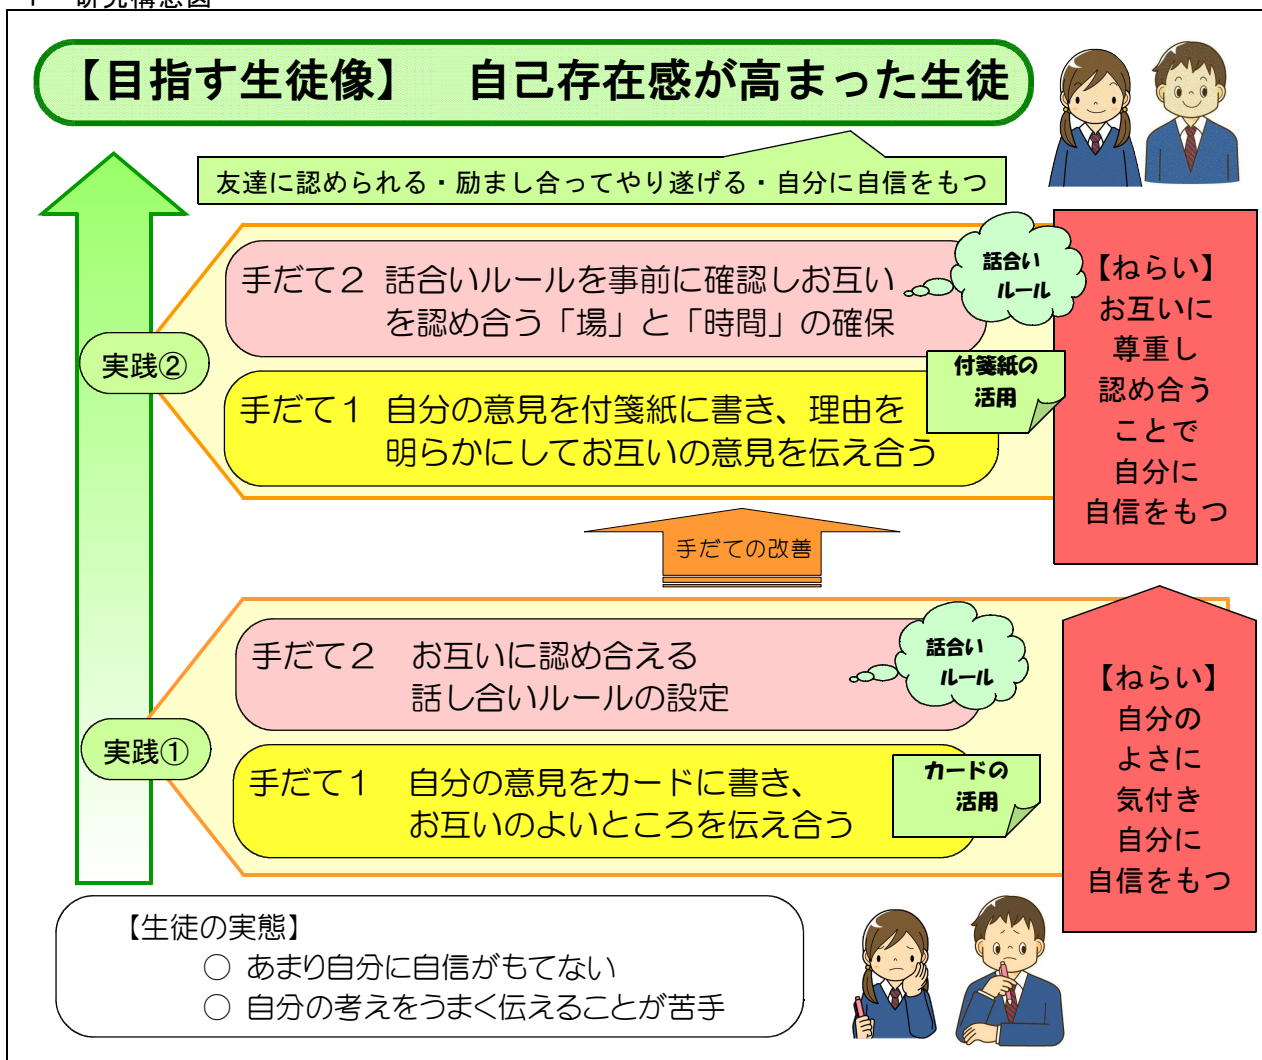 研究構想図
【目指す生徒像】　自己存在感が高まった生徒
友達に認められる・励まし合ってやり遂げる・自分に自信をもつ
実践②
手だて２ 話合いルールを事前に確認しお互い
を認め合う「場」と「時間」の確保
話合い
ルール
手だて１ 自分の意見を付箋紙に書き、理由を
明らかにしてお互いの意見を伝え合う
付箋紙の
活用
【ねらい】
お互いに
尊重し
認め合う
ことで
自分に
自信をもつ
手だての改善
実践①
手だて２　お互いに認め合える
話し合いルールの設定
話合い
ルール
手だて１　自分の意見をカードに書き、
お互いのよいところを伝え合う
カードの
活用
【ねらい】
自分の
よさに
気付き
自分に
自信をもつ
【生徒の実態】
○ あまり自分に自信がもてない
○ 自分の考えをうまく伝えることが苦手